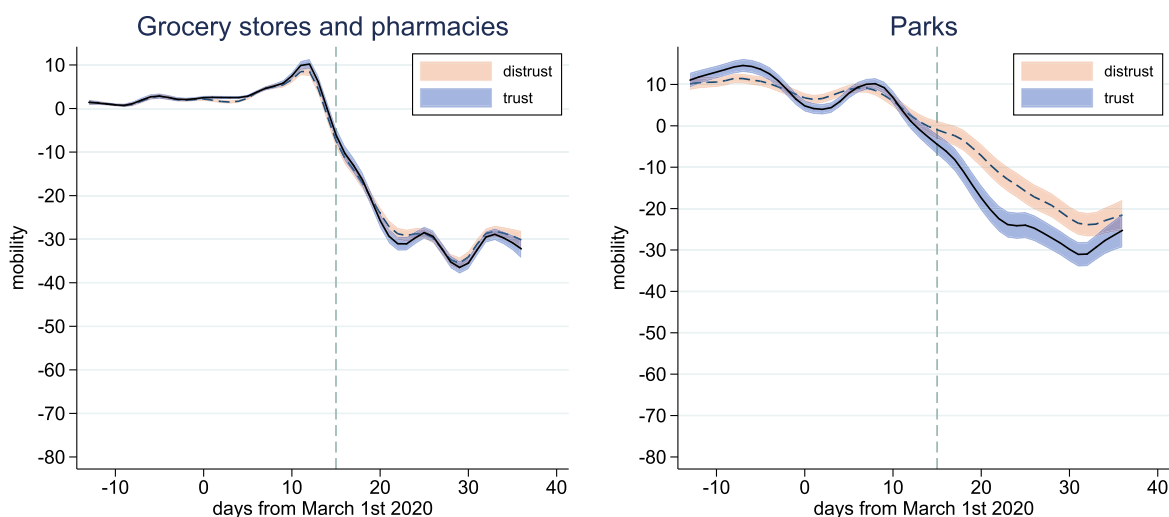 Grocery stores and pharmacies
10
0
-10
-20
-30
-40
-50
-60
-70
-80
mobility
distrust
trust
-10 0 10 20 30 40
days from March 1st 2020
Parks
10
0
-10
-20
-30
-40
-50
-60
-70
-80
mobility
distrust
trust
-10 0 10 20 30 40
days from March 1st 2020